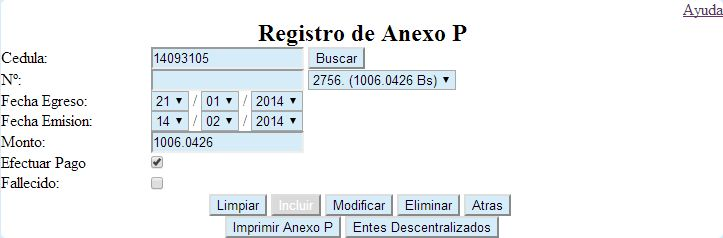 Ayuda
Registro de Anexo P
Cedula: 14093105 Buscar
Nº: 2756. (1006.0426 Bs)
Fecha Egreso: 21 / 01 / 2014
Fecha Emision: 14 / 02 / 2014
Monto: 1006.0426
Efectuar Pago
Fallecido:
Limpiar Incluir Modificar Eliminar Atras
Imprimir Anexo P Entes Descentralizados